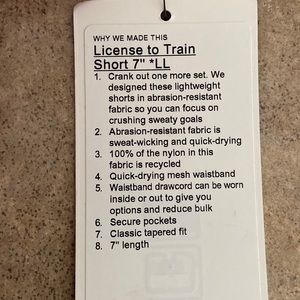 WHY WE MADE THIS
License to Train
Short 7" *LL
1. Crank out one more set. We
designed these lightweight
shorts in abrasion-resistant
fabric so you can focus on
crushing sweaty goals
2. Abrasion-resistant fabric is
sweat-wicking and quick-drying
3. 100% of the nylon in this
fabric is recycled
4. Quick-drying mesh waistband
5. Waistband drawcord can be worn
inside or out to give you
options and reduce bulk
6. Secure pockets
7. Classic tapered fit
8. 7" length